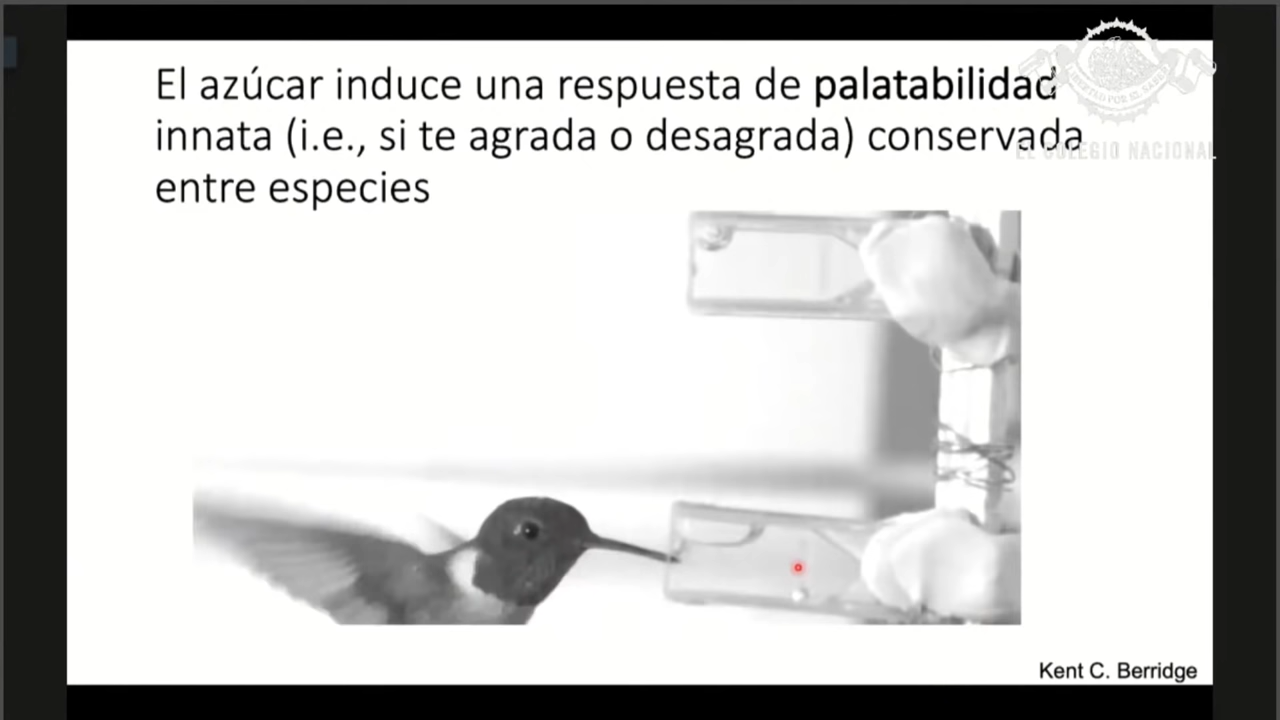 El azúcar induce una respuesta de palatabilidad
innata (i.e., si te agrada o desagrada) conservada
entre especies
EL COLEGIO NACIONAL
Kent C. Berridge